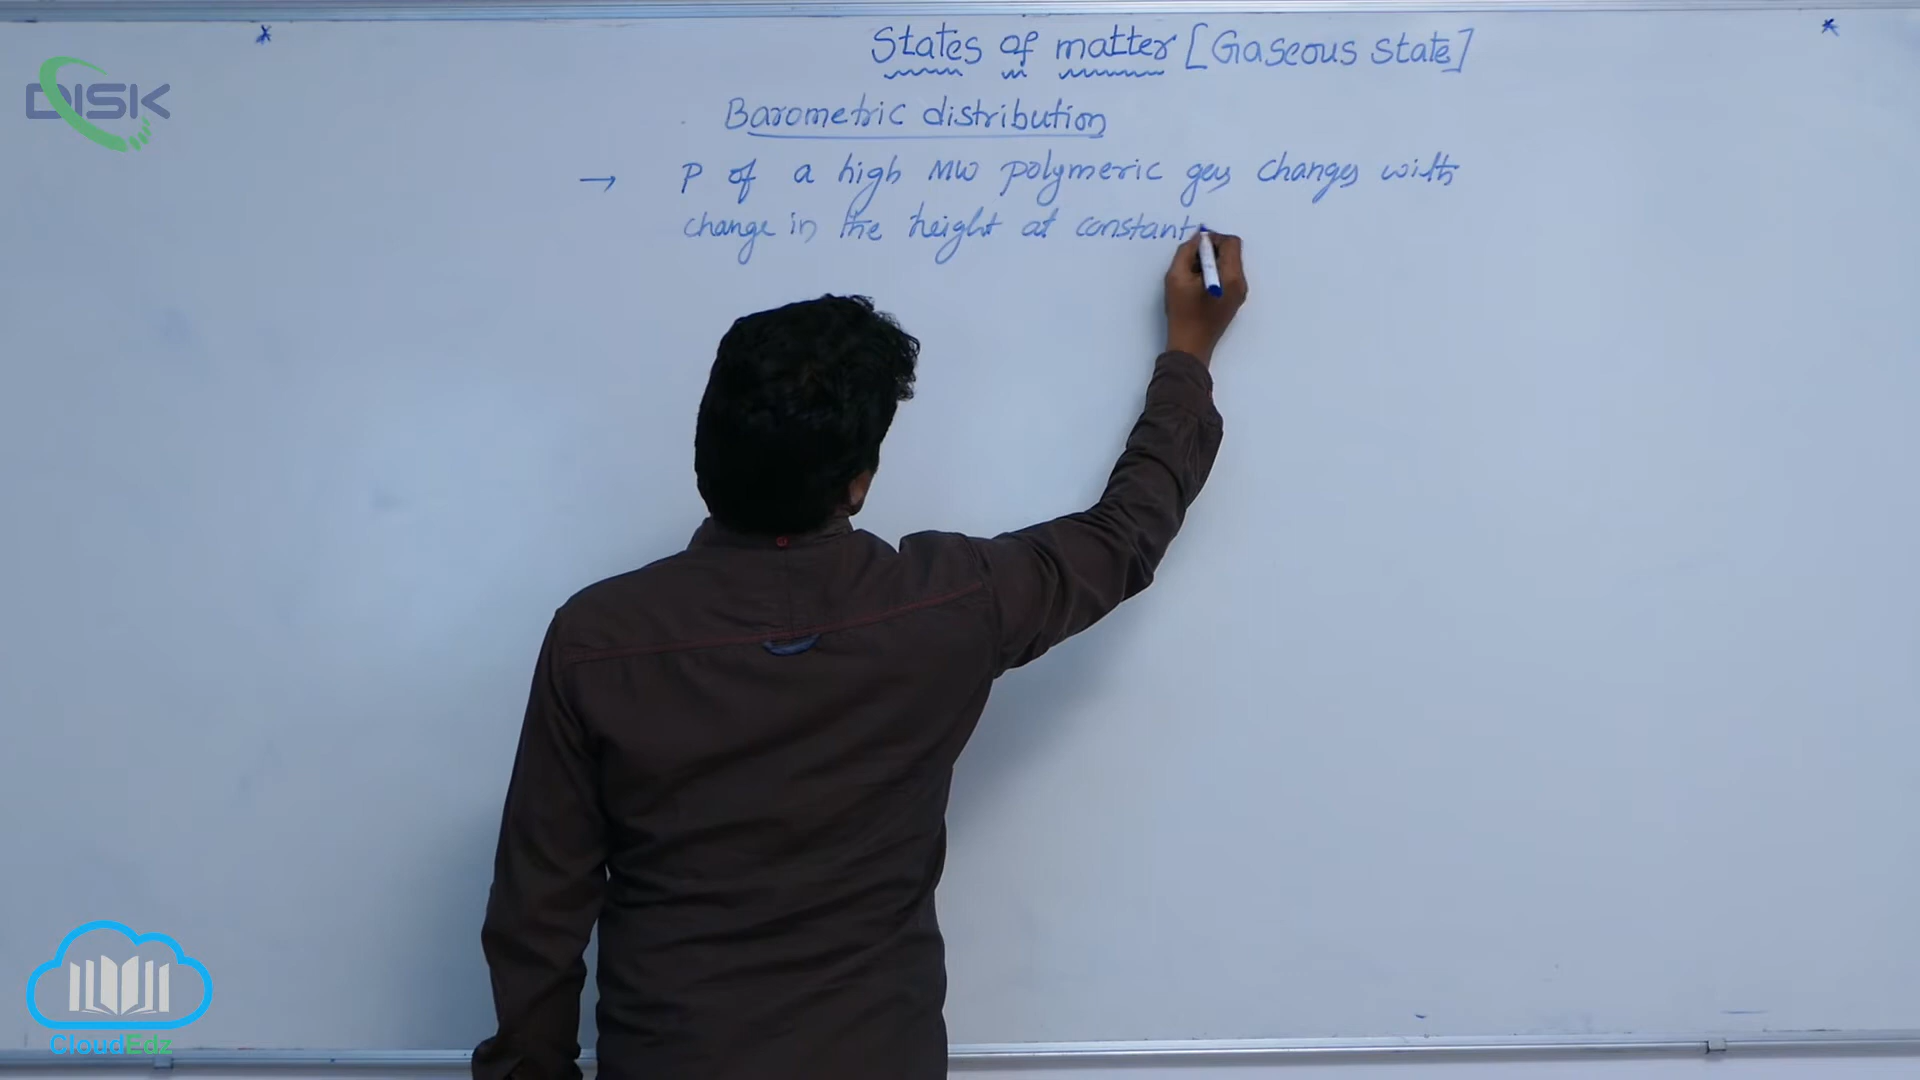 States of matter [Gaseous state]
DISK
Barometric distribution
→ P of a high MW polymeric gas changes with
change in the height at constant
CloudEdz